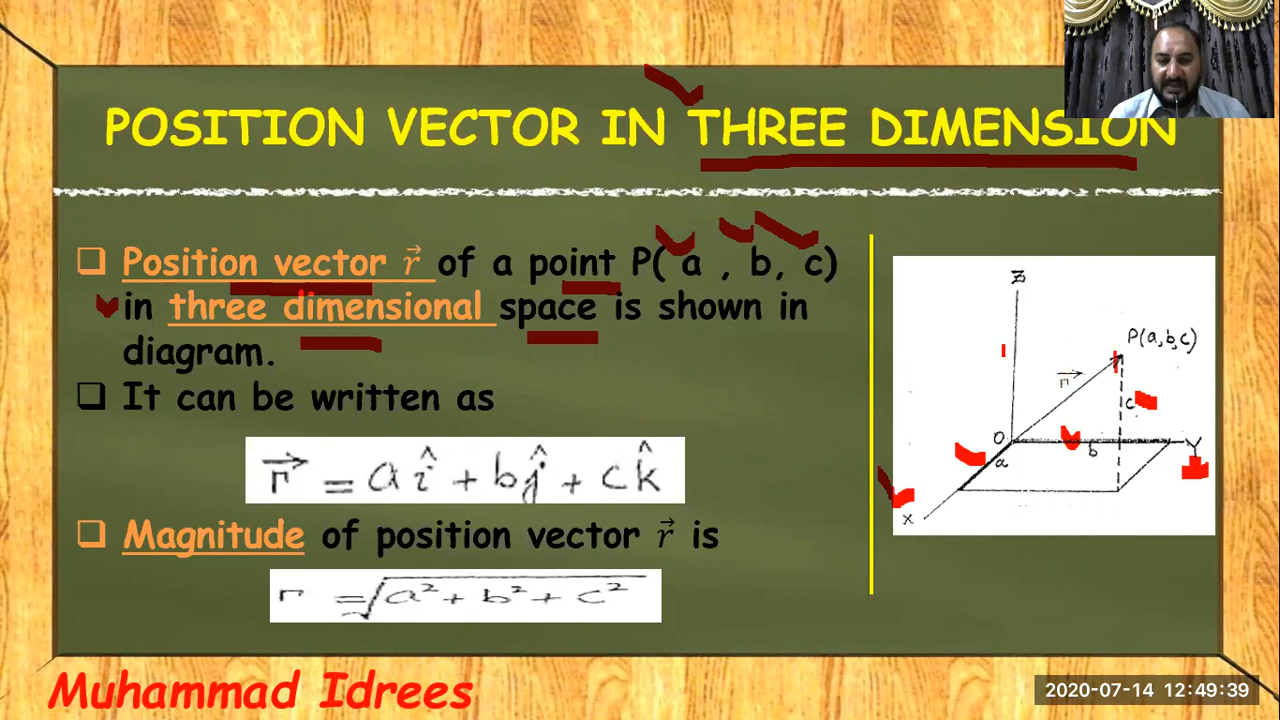 POSITION VECTOR IN THREE DIMENSION
❑ Position vector r⃗ of a point P( a , b, c)
in three dimensional space is shown in
diagram.
❑ It can be written as
r⃗ = aî + bĵ + ck̂
❑ Magnitude of position vector r⃗ is
r = √a² + b² + c²
Z
P(a,b,c)
r⃗
c
O
Y
a
b
X
Muhammad Idrees
2020-07-14 12:49:39